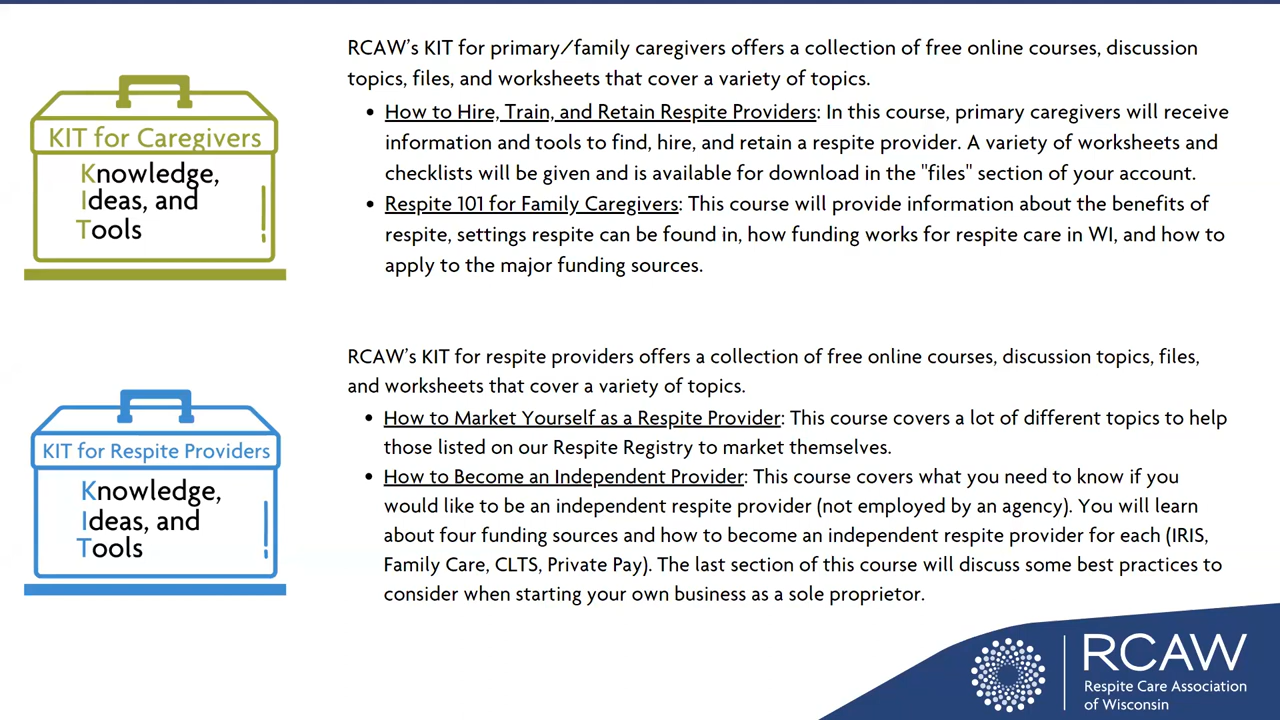 KIT for Caregivers
Knowledge,
Ideas, and
Tools
RCAW's KIT for primary/family caregivers offers a collection of free online courses, discussion
topics, files, and worksheets that cover a variety of topics.
• How to Hire, Train, and Retain Respite Providers: In this course, primary caregivers will receive
information and tools to find, hire, and retain a respite provider. A variety of worksheets and
checklists will be given and is available for download in the "files" section of your account.
• Respite 101 for Family Caregivers: This course will provide information about the benefits of
respite, settings respite can be found in, how funding works for respite care in WI, and how to
apply to the major funding sources.
KIT for Respite Providers
Knowledge,
Ideas, and
Tools
RCAW's KIT for respite providers offers a collection of free online courses, discussion topics, files,
and worksheets that cover a variety of topics.
• How to Market Yourself as a Respite Provider: This course covers a lot of different topics to help
those listed on our Respite Registry to market themselves.
• How to Become an Independent Provider: This course covers what you need to know if you
would like to be an independent respite provider (not employed by an agency). You will learn
about four funding sources and how to become an independent respite provider for each (IRIS,
Family Care, CLTS, Private Pay). The last section of this course will discuss some best practices to
consider when starting your own business as a sole proprietor.
RCAW
Respite Care Association
of Wisconsin